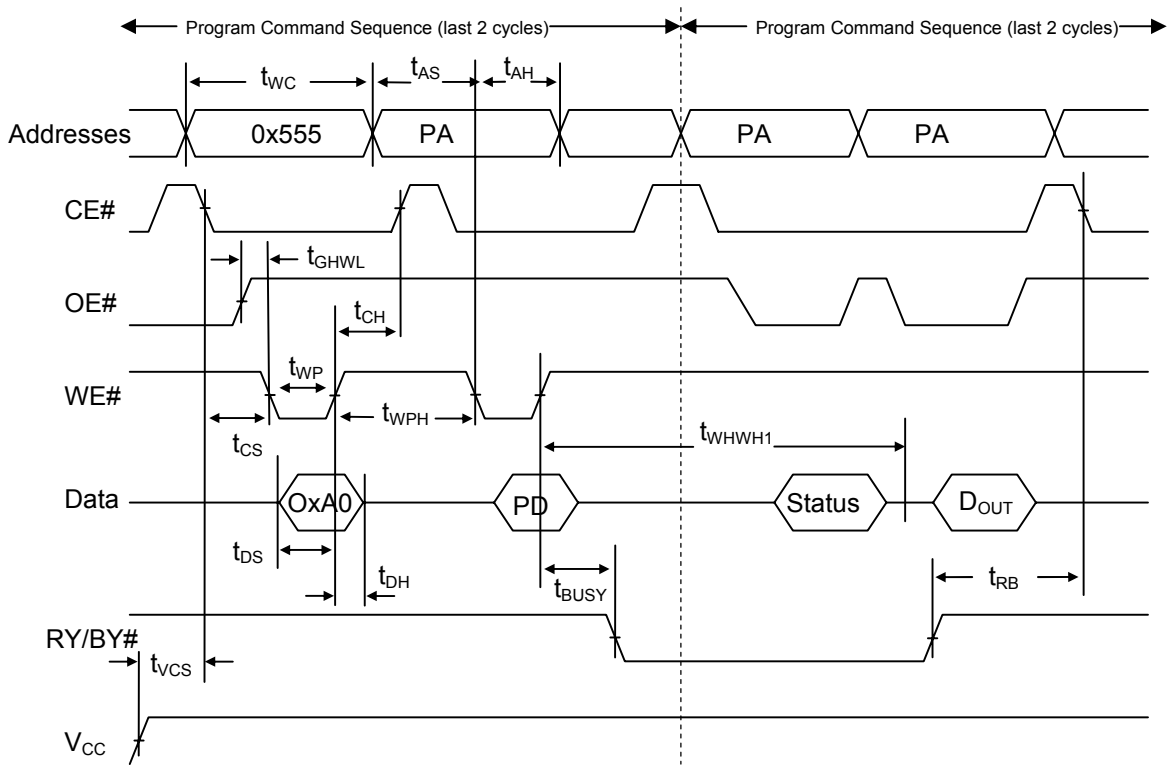 Program Command Sequence (last 2 cycles) Program Command Sequence (last 2 cycles)
tWC tAS tAH
Addresses 0x555 PA PA PA
CE#
tGHWL
OE#
tCH
tWP
WE#
tWPH
tCS tWHWH1
Data OxA0 PD Status DOUT
tDS tDH tBUSY tRB
RY/BY#
tVCS
VCC